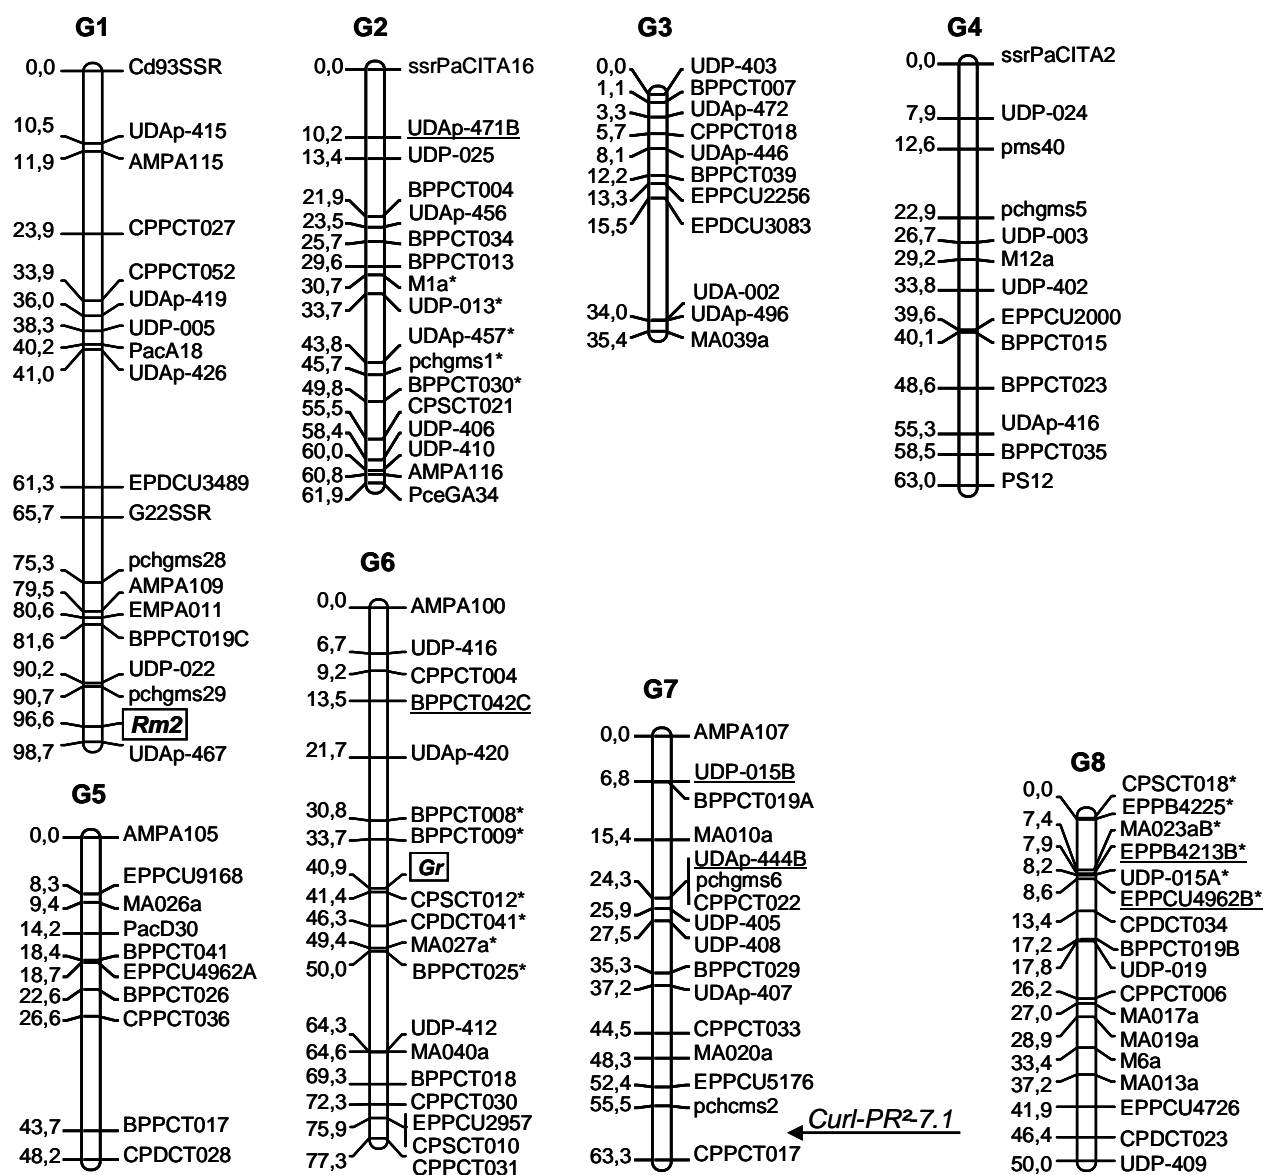 G1
0,0 Cd93SSR
10,5 UDAp-415
11,9 AMPA115
23,9 CPPCT027
33,9 CPPCT052
36,0 UDAp-419
38,3 UDP-005
40,2 PacA18
41,0 UDAp-426
61,3 EPDCU3489
65,7 G22SSR
75,3 pchgms28
79,5 AMPA109
80,6 EMPA011
81,6 BPPCT019C
90,2 UDP-022
90,7 pchgms29
96,6 Rm2
98,7 UDAp-467
G2
0,0 ssrPaCITA16
10,2 UDAp-471B
13,4 UDP-025
21,9 BPPCT004
23,5 UDAp-456
25,7 BPPCT034
29,6 BPPCT013
30,7 M1a*
33,7 UDP-013*
43,8 UDAp-457*
45,7 pchgms1*
49,8 BPPCT030*
55,5 CPSCT021
58,4 UDP-406
60,0 UDP-410
60,8 AMPA116
61,9 PceGA34
G3
0,0 UDP-403
1,1 BPPCT007
3,3 UDAp-472
5,7 CPPCT018
8,1 UDAp-446
12,2 BPPCT039
13,3 EPPCU2256
15,5 EPDCU3083
UDA-002
34,0 UDAp-496
35,4 MA039a
G4
0,0 ssrPaCITA2
7,9 UDP-024
12,6 pms40
22,9 pchgms5
26,7 UDP-003
29,2 M12a
33,8 UDP-402
39,6 EPPCU2000
40,1 BPPCT015
48,6 BPPCT023
55,3 UDAp-416
58,5 BPPCT035
63,0 PS12
G5
0,0 AMPA105
8,3 EPPCU9168
9,4 MA026a
14,2 PacD30
18,4 BPPCT041
18,7 EPPCU4962A
22,6 BPPCT026
26,6 CPPCT036
43,7 BPPCT017
48,2 CPDCT028
G6
0,0 AMPA100
6,7 UDP-416
9,2 CPPCT004
13,5 BPPCT042C
21,7 UDAp-420
30,8 BPPCT008*
33,7 BPPCT009*
40,9 Gr
41,4 CPSCT012*
46,3 CPDCT041*
49,4 MA027a*
50,0 BPPCT025*
64,3 UDP-412
64,6 MA040a
69,3 BPPCT018
72,3 CPPCT030
75,9 EPPCU2957
CPSCT010
77,3 CPPCT031
G7
0,0 AMPA107
6,8 UDP-015B
BPPCT019A
15,4 MA010a
UDAp-444B
24,3 pchgms6
CPPCT022
25,9 UDP-405
27,5 UDP-408
35,3 BPPCT029
37,2 UDAp-407
44,5 CPPCT033
48,3 MA020a
52,4 EPPCU5176
55,5 pchcms2
Curl-PR²-7.1
63,3 CPPCT017
G8
0,0 CPSCT018*
EPPB4225*
7,4 MA023aB*
7,9 EPPB4213B*
8,2 UDP-015A*
8,6 EPPCU4962B*
13,4 CPDCT034
17,2 BPPCT019B
17,8 UDP-019
26,2 CPPCT006
27,0 MA017a
28,9 MA019a
33,4 M6a
37,2 MA013a
41,9 EPPCU4726
46,4 CPDCT023
50,0 UDP-409